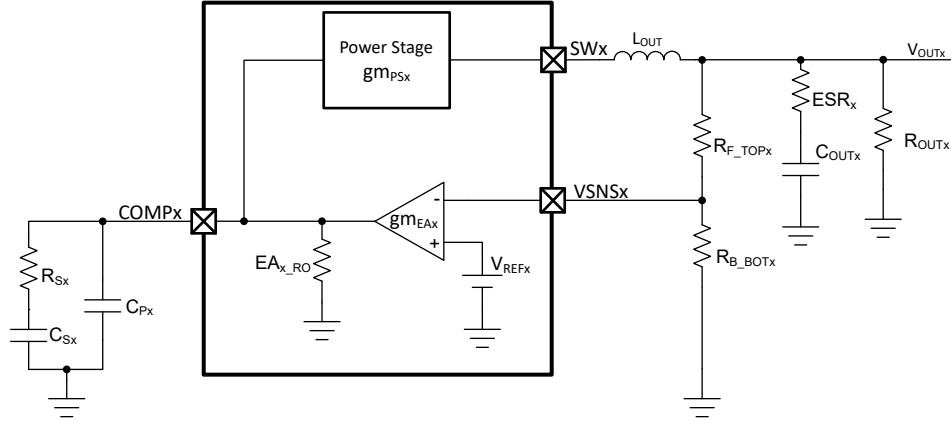 Power Stage
gmPSx
SWx
LOUT
VOUTx
ESRx
RF_TOPx
COUTx
ROUTx
COMPx
VSNSx
-
gmEAx
+
EAx_RO
VREFx
RB_BOTx
RSx
CPx
CSx